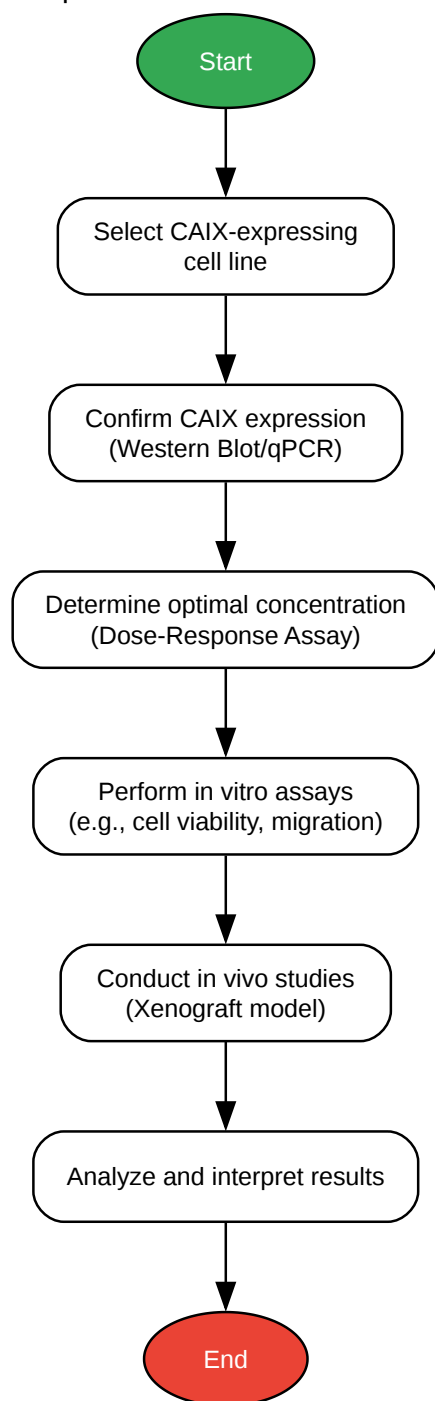 Start
Select CAIX-expressing
cell line
Confirm CAIX expression
(Western Blot/qPCR)
Determine optimal concentration
(Dose-Response Assay)
Perform in vitro assays
(e.g., cell viability, migration)
Conduct in vivo studies
(Xenograft model)
Analyze and interpret results
End